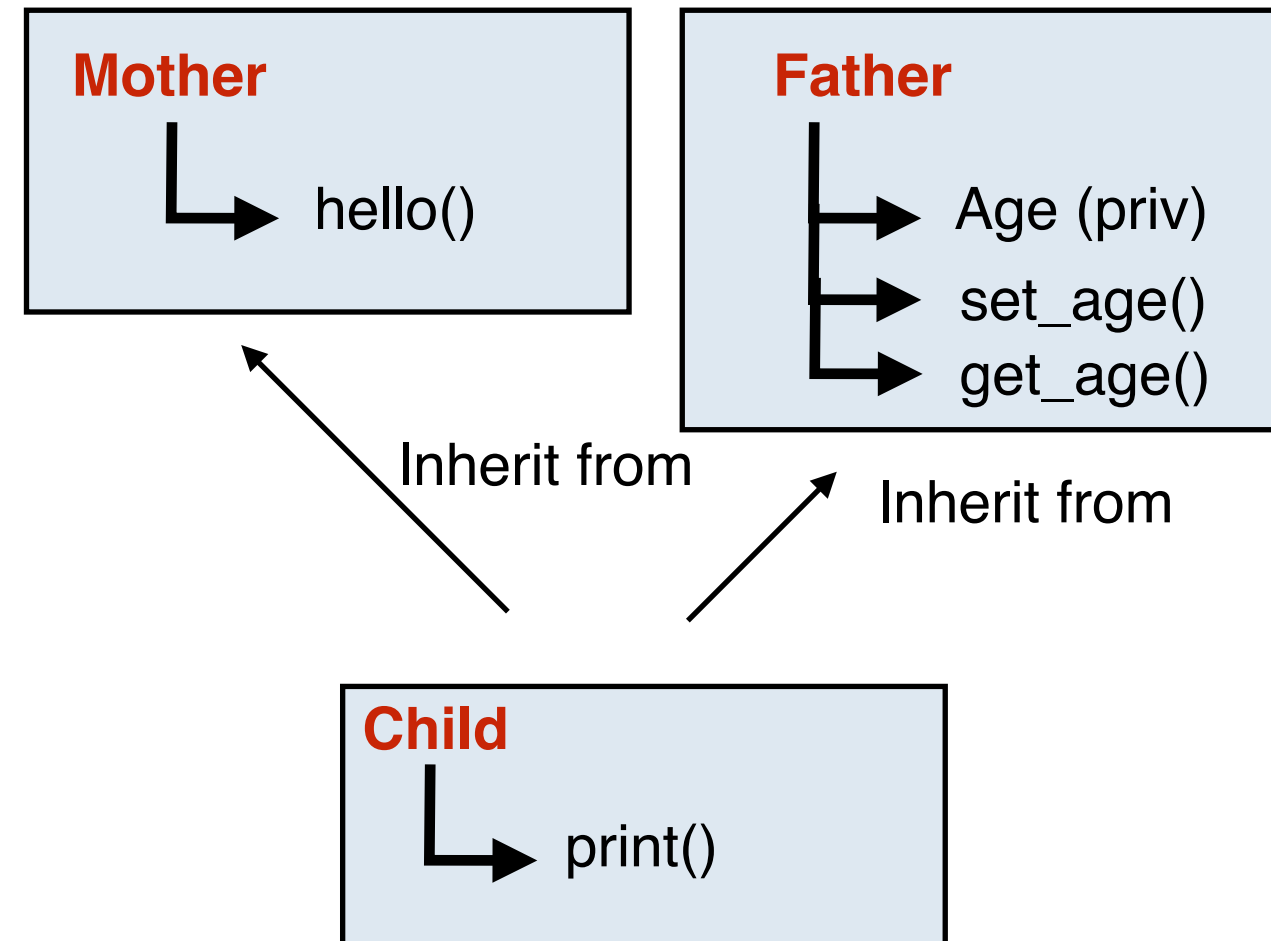 Mother
hello()
Father
Age (priv)
set_age()
get_age()
Inherit from
Inherit from
Child
print()